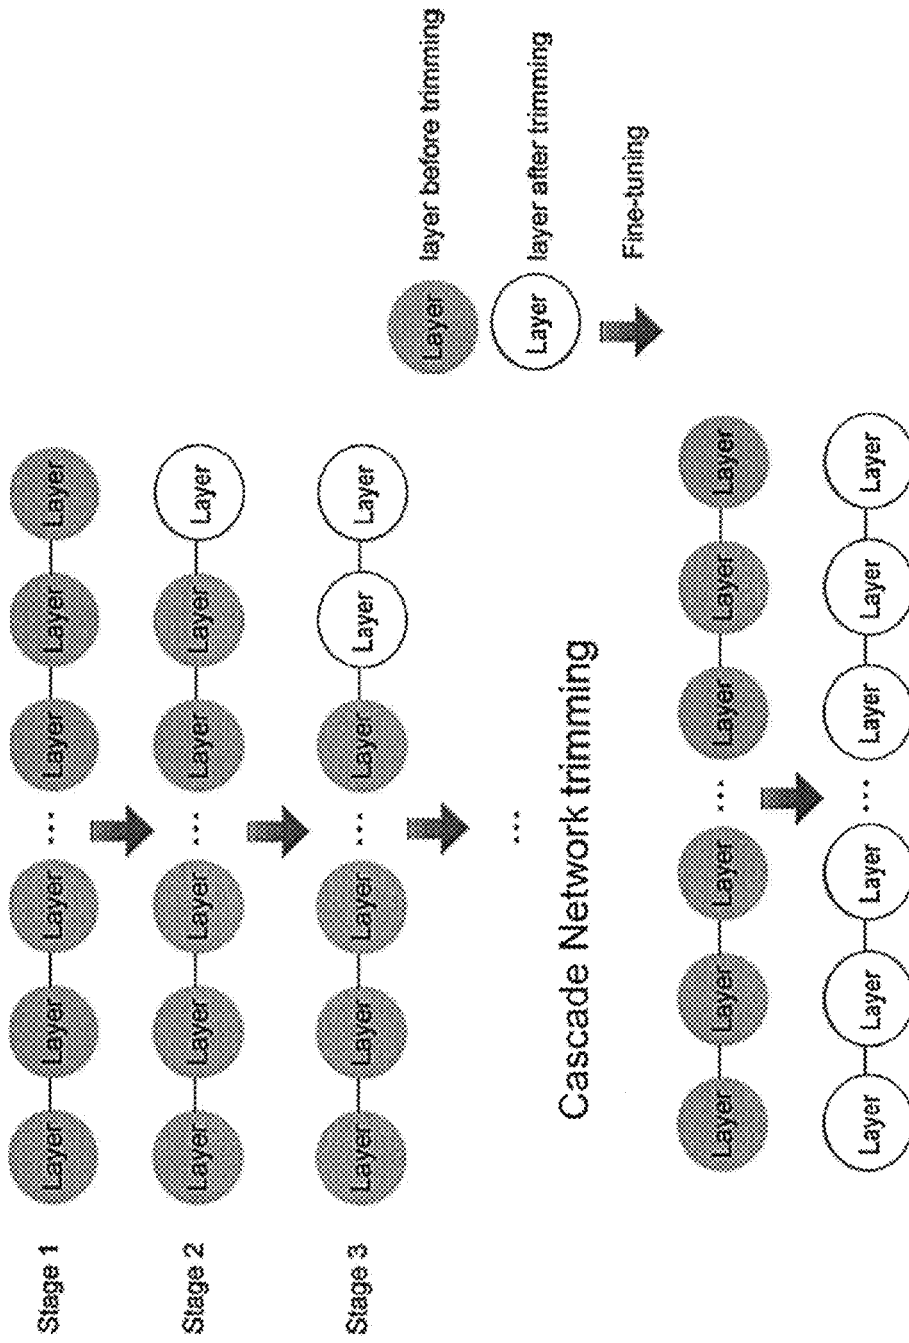 Stage 1 Layer Layer Layer ... Layer Layer Layer
Stage 2 Layer Layer Layer ... Layer Layer Layer
Stage 3 Layer Layer Layer ... Layer Layer Layer
...
Cascade Network trimming
Layer layer before trimming
Layer layer after trimming
Fine-tuning
Layer Layer Layer ... Layer Layer Layer
Layer Layer Layer ... Layer Layer Layer